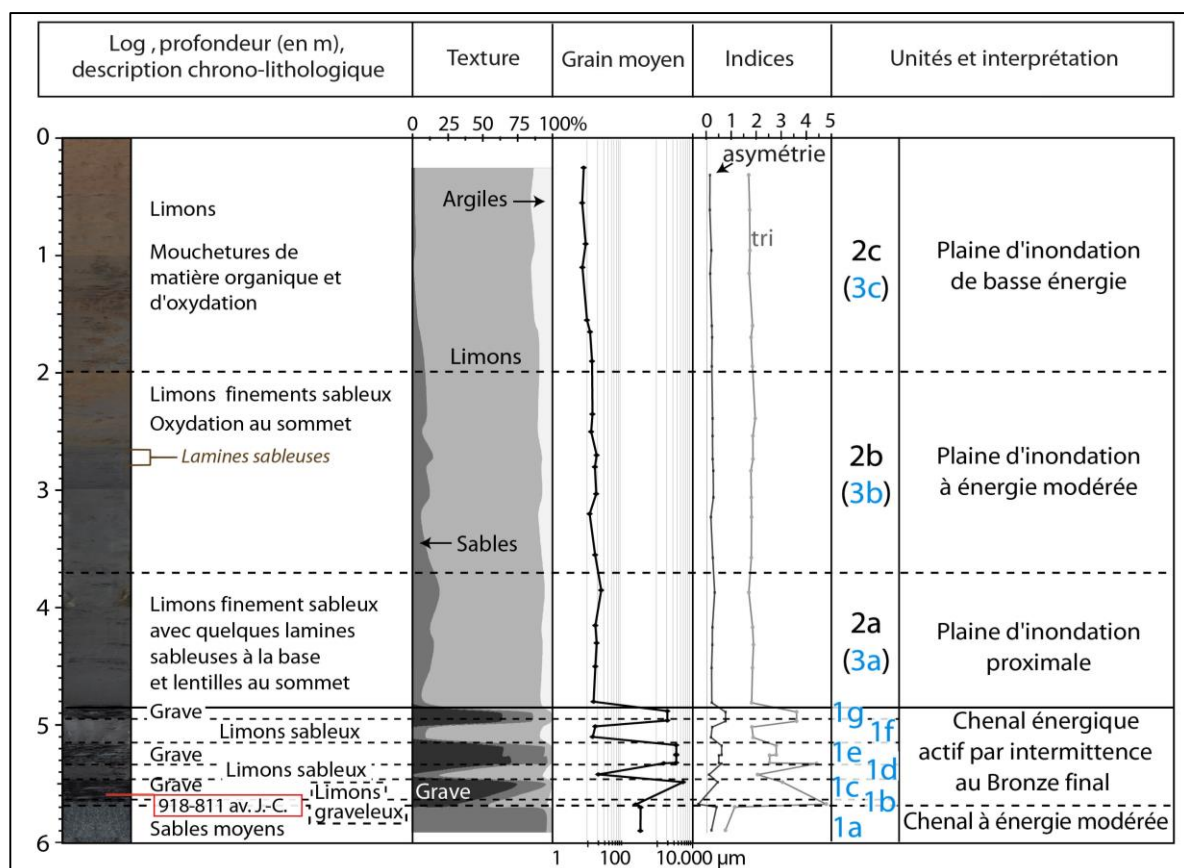 Log , profondeur (en m),
description chrono-lithologique
Texture
Grain moyen
Indices
Unités et interprétation
0 25 50 75 100%
0 1 2 3 4 5
0
1
2
3
4
5
6
asymétrie
tri
Argiles
Limons
Sables
Grave
Limons
Mouchetures de
matière organique et
d'oxydation
Limons finements sableux
Oxydation au sommet
Lamines sableuses
Limons finement sableux
avec quelques lamines
sableuses à la base
et lentilles au sommet
Grave
Limons sableux
Grave
Limons sableux
Grave
Limons
graveleux
918-811 av. J.-C.
Sables moyens
2c
(3c)
Plaine d'inondation
de basse énergie
2b
(3b)
Plaine d'inondation
à énergie modérée
2a
(3a)
Plaine d'inondation
proximale
1g
1f
1e
1d
1c
1b
1a
Chenal énergique
actif par intermittence
au Bronze final
Chenal à énergie modérée
1 100 10.000 µm